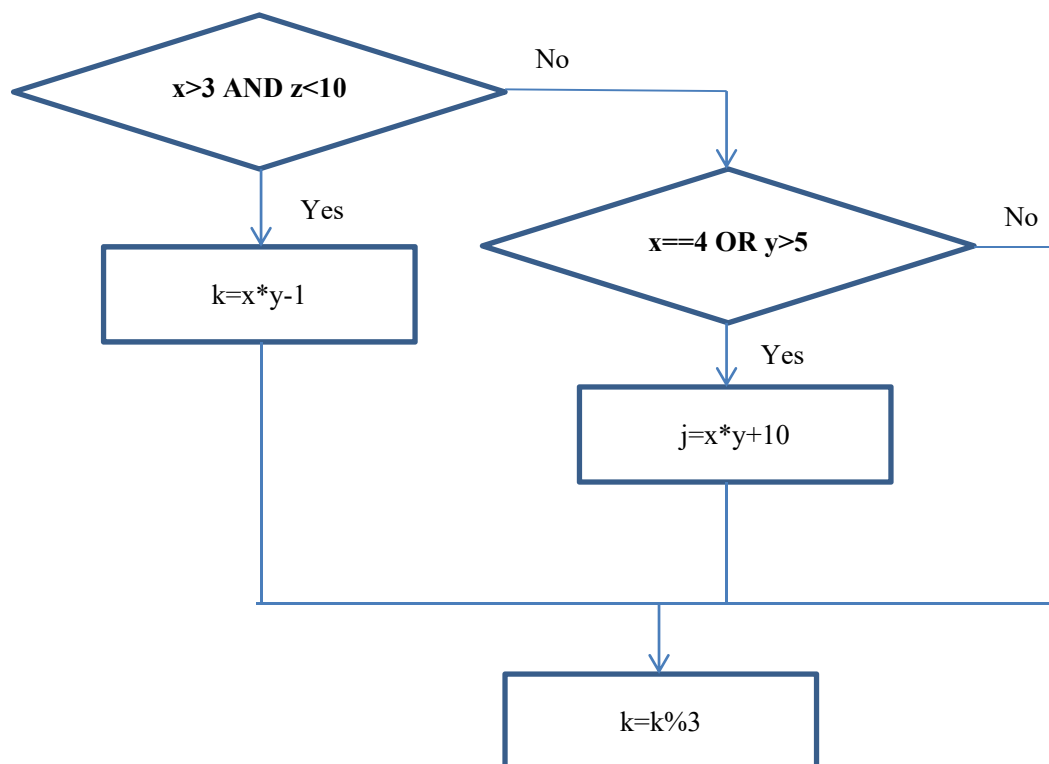 x>3 AND z<10
No
Yes
k=x*y-1
x==4 OR y>5
No
Yes
j=x*y+10
k=k%3